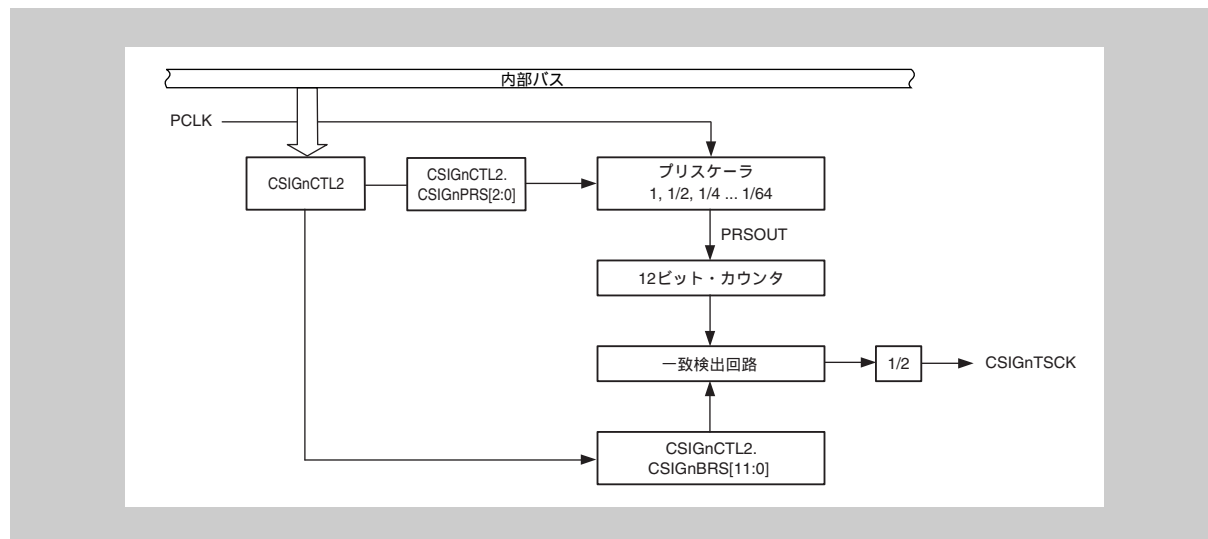 内部バス
PCLK
CSIGnCTL2
CSIGnCTL2.
CSIGnPRS[2:0]
プリスケーラ
1, 1/2, 1/4 ... 1/64
PRSOUT
12ビット・カウンタ
一致検出回路
1/2
CSIGnTSCK
CSIGnCTL2.
CSIGnBRS[11:0]